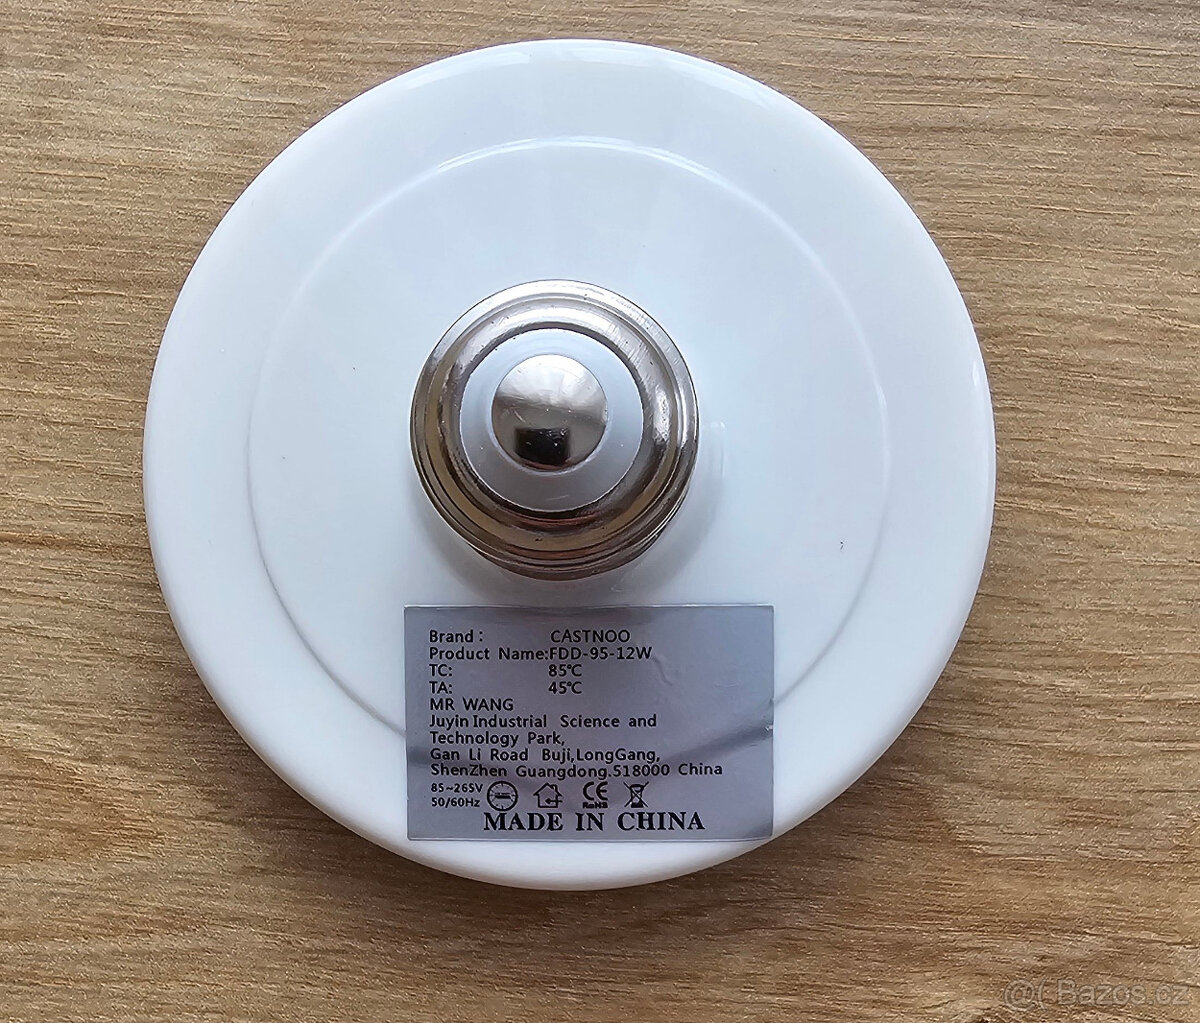 Brand : CASTNOO
Product Name:FDD-95-12W
TC: 85℃
TA: 45℃
MR WANG
Juyin Industrial Science and
Technology Park,
Gan Li Road Buji,LongGang,
ShenZhen Guangdong.518000 China
85~265V
50/60Hz
CE
RoHS
MADE IN CHINA
@( Bazos.cz